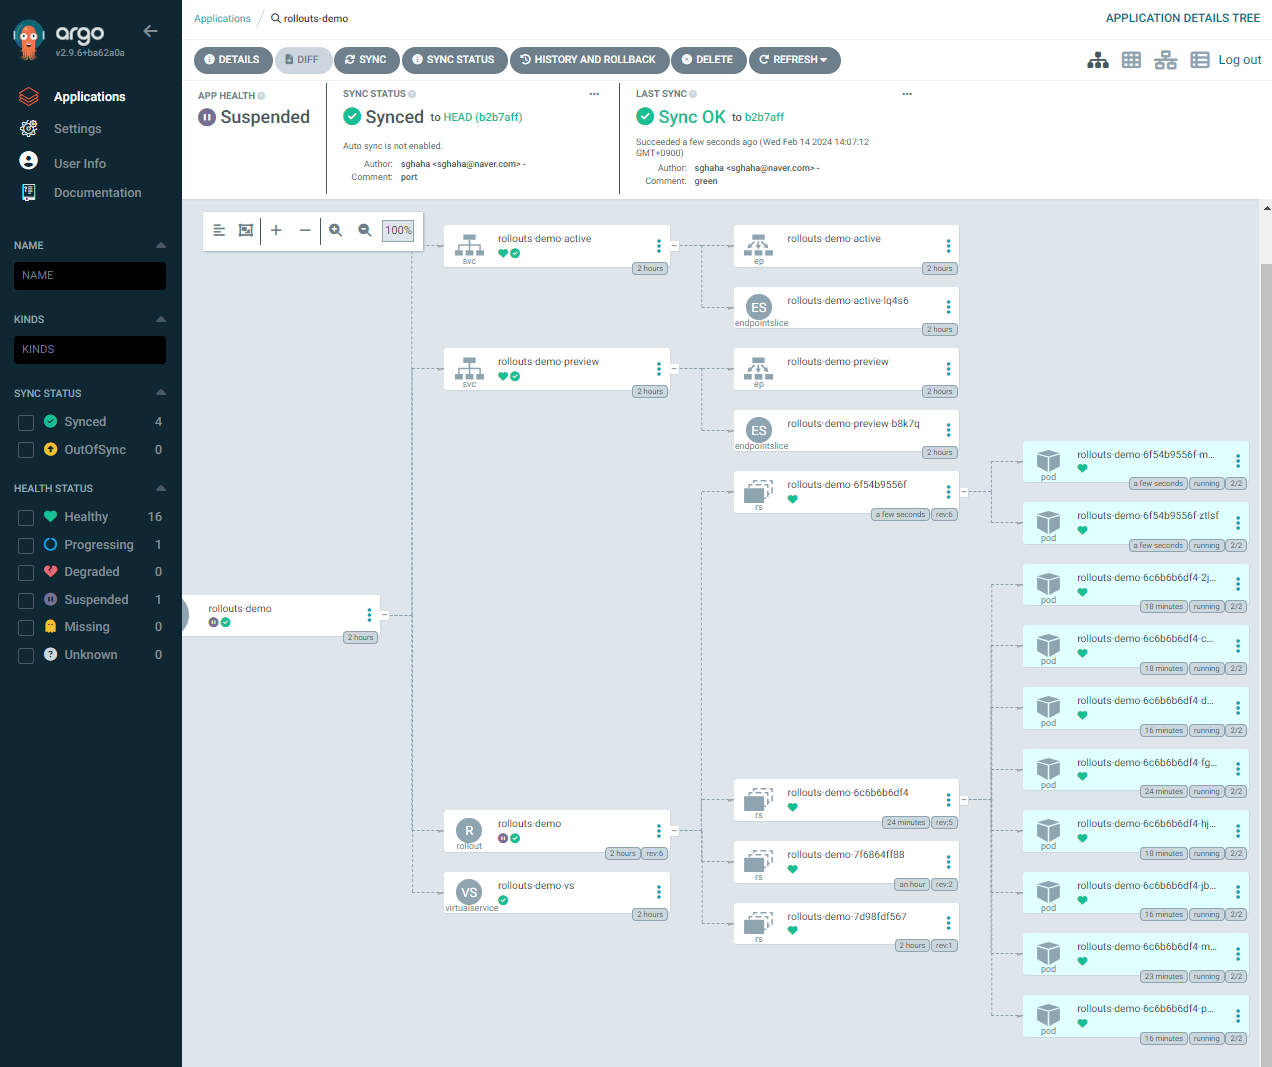 argo
v2.9.6+ba62a0a
Applications
Settings
User Info
Documentation
NAME
NAME
KINDS
KINDS
SYNC STATUS
Synced 4
OutOfSync 0
HEALTH STATUS
Healthy 16
Progressing 1
Degraded 0
Suspended 1
Missing 0
Unknown 0
Applications / rollouts-demo
APPLICATION DETAILS TREE
DETAILS DIFF SYNC SYNC STATUS HISTORY AND ROLLBACK DELETE REFRESH
Log out
APP HEALTH
Suspended
SYNC STATUS
Synced to HEAD (b2b7aff)
Auto sync is not enabled.
Author: sghaha <sghaha@naver.com> -
Comment: port
LAST SYNC
Sync OK to b2b7aff
Succeeded a few seconds ago (Wed Feb 14 2024 14:07:12
GMT+0900)
Author: sghaha <sghaha@naver.com> -
Comment: green
100%
rollouts-demo
2 hours
rollouts-demo-active
svc
2 hours
rollouts-demo-preview
svc
2 hours
R
rollouts-demo
rollout
2 hours rev:6
VS
rollouts-demo-vs
virtualservice
2 hours
rollouts-demo-active
ep
2 hours
ES
rollouts-demo-active-lq4s6
endpointslice
2 hours
rollouts-demo-preview
ep
2 hours
ES
rollouts-demo-preview-b8k7q
endpointslice
2 hours
rollouts-demo-6f54b9556f
rs
a few seconds rev:6
rollouts-demo-6c6b6b6df4
rs
24 minutes rev:5
rollouts-demo-7f6864ff88
rs
an hour rev:2
rollouts-demo-7d98fdf567
rs
2 hours rev:1
rollouts-demo-6f54b9556f-m...
pod
a few seconds running 2/2
rollouts-demo-6f54b9556f-ztlsf
pod
a few seconds running 2/2
rollouts-demo-6c6b6b6df4-2j...
pod
18 minutes running 2/2
rollouts-demo-6c6b6b6df4-c...
pod
18 minutes running 2/2
rollouts-demo-6c6b6b6df4-d...
pod
16 minutes running 2/2
rollouts-demo-6c6b6b6df4-fg...
pod
24 minutes running 2/2
rollouts-demo-6c6b6b6df4-hj...
pod
18 minutes running 2/2
rollouts-demo-6c6b6b6df4-jb...
pod
16 minutes running 2/2
rollouts-demo-6c6b6b6df4-m...
pod
23 minutes running 2/2
rollouts-demo-6c6b6b6df4-p...
pod
16 minutes running 2/2